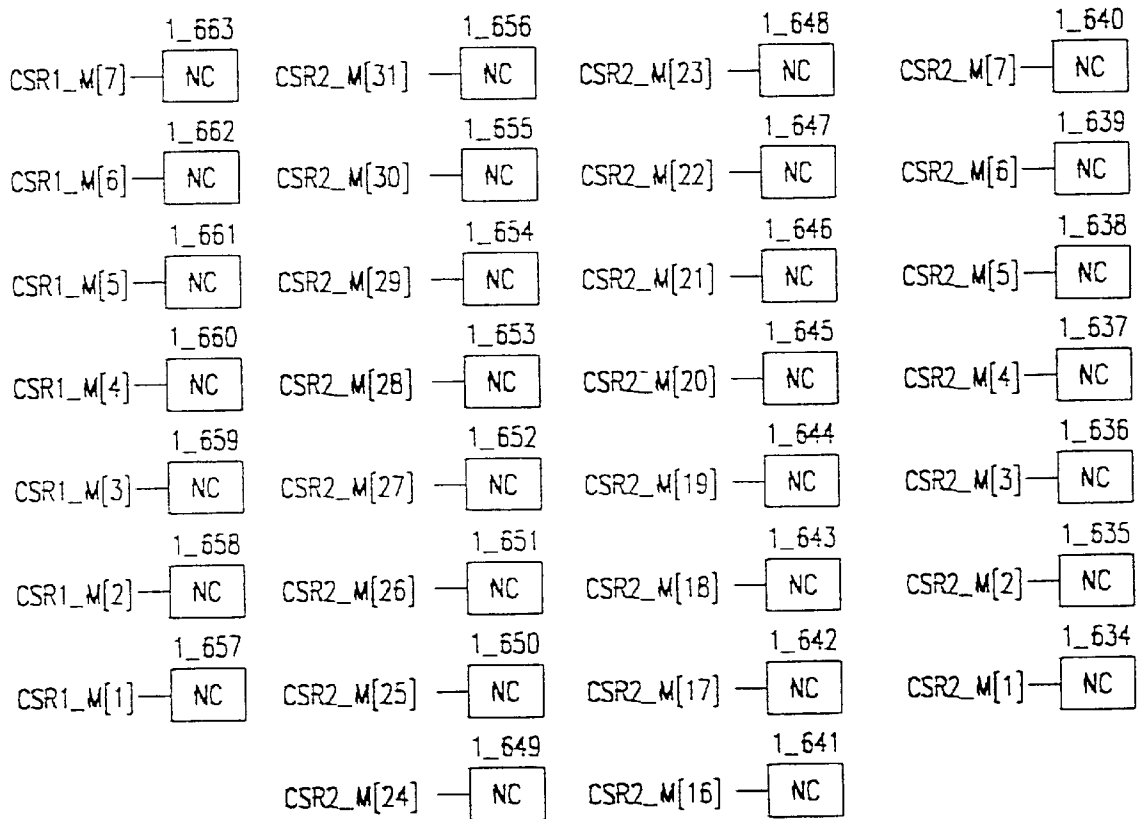 1_663 1_656 1_648 1_640
CSR1_M[7] NC CSR2_M[31] NC CSR2_M[23] NC CSR2_M[7] NC
1_662 1_655 1_647 1_639
CSR1_M[6] NC CSR2_M[30] NC CSR2_M[22] NC CSR2_M[6] NC
1_661 1_654 1_646 1_638
CSR1_M[5] NC CSR2_M[29] NC CSR2_M[21] NC CSR2_M[5] NC
1_660 1_653 1_645 1_637
CSR1_M[4] NC CSR2_M[28] NC CSR2_M[20] NC CSR2_M[4] NC
1_659 1_652 1_644 1_636
CSR1_M[3] NC CSR2_M[27] NC CSR2_M[19] NC CSR2_M[3] NC
1_658 1_651 1_643 1_635
CSR1_M[2] NC CSR2_M[26] NC CSR2_M[18] NC CSR2_M[2] NC
1_657 1_650 1_642 1_634
CSR1_M[1] NC CSR2_M[25] NC CSR2_M[17] NC CSR2_M[1] NC
1_649 1_641
CSR2_M[24] NC CSR2_M[16] NC